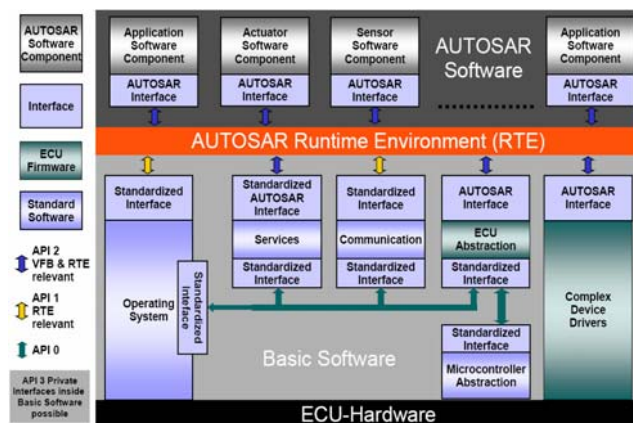 AUTOSAR
Software
Component
Interface
ECU
Firmware
Standard
Software
API 2
VFB & RTE
relevant
API 1
RTE
relevant
API 0
API 3 Private
Interfaces inside
Basic Software
possible
Application
Software
Component
AUTOSAR
Interface
Actuator
Software
Component
AUTOSAR
Interface
Sensor
Software
Component
AUTOSAR
Interface
AUTOSAR
Software
..............
Application
Software
Component
AUTOSAR
Interface
AUTOSAR Runtime Environment (RTE)
Standardized
Interface
Operating
System
Standardized
Interface
Standardized
AUTOSAR
Interface
Services
Standardized
Interface
Standardized
Interface
Communication
Standardized
Interface
AUTOSAR
Interface
ECU
Abstraction
Standardized
Interface
Standardized
Interface
Microcontroller
Abstraction
AUTOSAR
Interface
Complex
Device
Drivers
Basic Software
ECU-Hardware